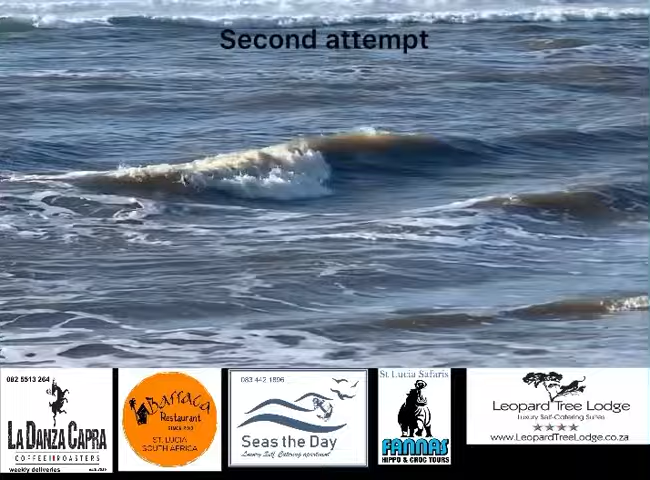 Second attempt
082 5513 264
LA DANZA CAPRA
COFFEE ROASTERS
weekly deliveries
Barraca
Restaurant
ST. LUCIA
SOUTH AFRICA
083 442 1896
Seas the Day
Luxury Self Catering apartment
St Lucia Safaris
FANNAS
HIPPO & CROC TOURS
Leopard Tree Lodge
Luxury Self-Catering Suites
www.LeopardTreeLodge.co.za